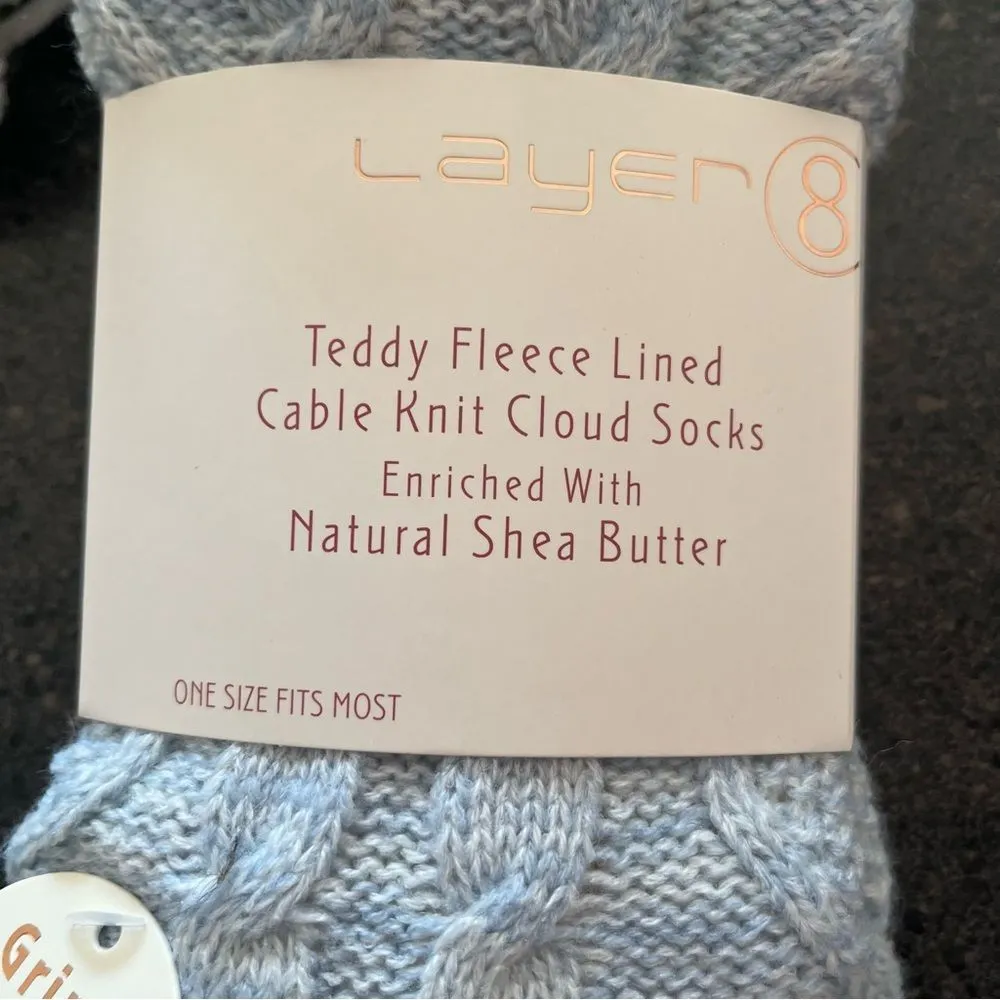 Layer 8
Teddy Fleece Lined
Cable Knit Cloud Socks
Enriched With
Natural Shea Butter
ONE SIZE FITS MOST